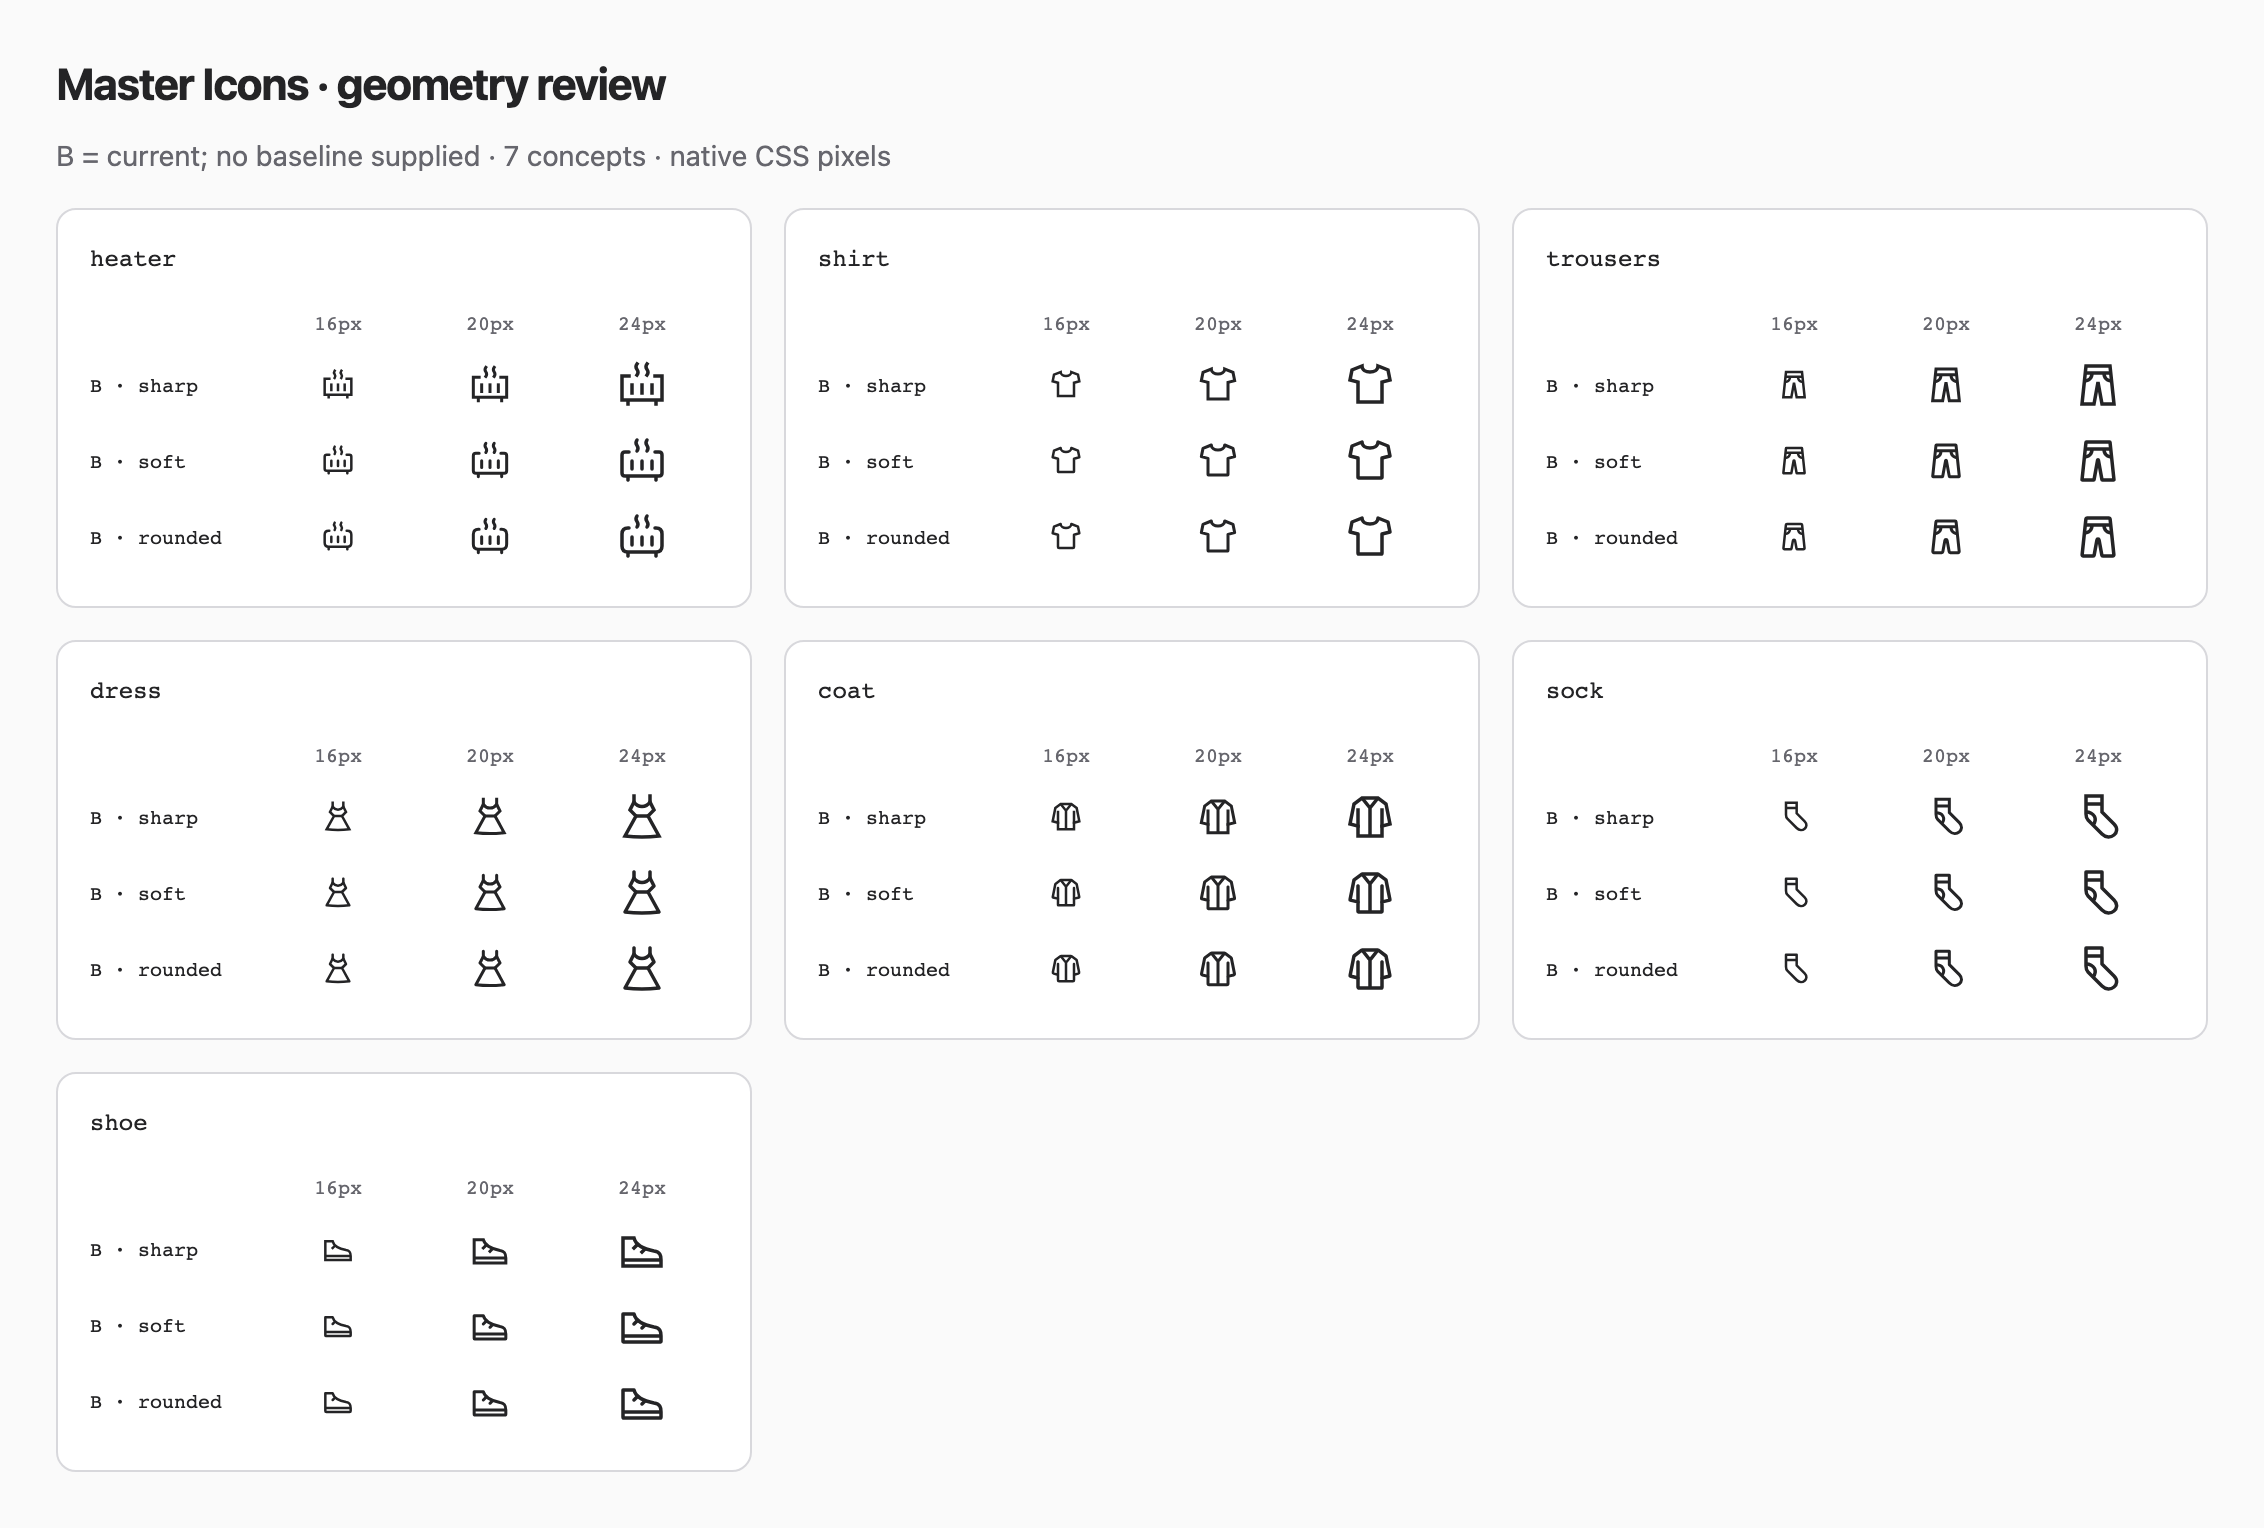 Master Icons · geometry review
B = current; no baseline supplied · 7 concepts · native CSS pixels
heater
16px 20px 24px
B · sharp
B · soft
B · rounded
shirt
16px 20px 24px
B · sharp
B · soft
B · rounded
trousers
16px 20px 24px
B · sharp
B · soft
B · rounded
dress
16px 20px 24px
B · sharp
B · soft
B · rounded
coat
16px 20px 24px
B · sharp
B · soft
B · rounded
sock
16px 20px 24px
B · sharp
B · soft
B · rounded
shoe
16px 20px 24px
B · sharp
B · soft
B · rounded